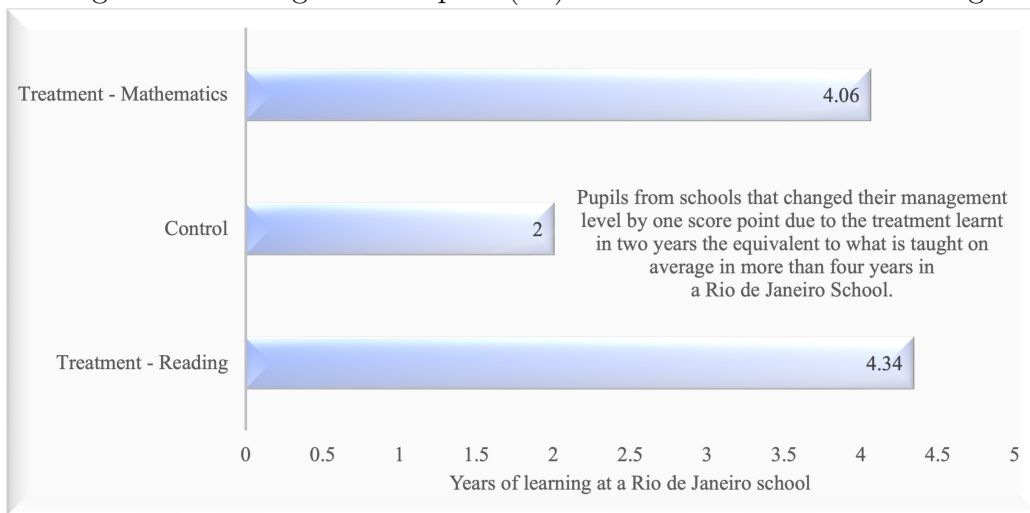 Treatment - Mathematics
4.06
Control
2
Pupils from schools that changed their management
level by one score point due to the treatment learnt
in two years the equivalent to what is taught on
average in more than four years in
a Rio de Janeiro School.
Treatment - Reading
4.34
0 0.5 1 1.5 2 2.5 3 3.5 4 4.5 5
Years of learning at a Rio de Janeiro school